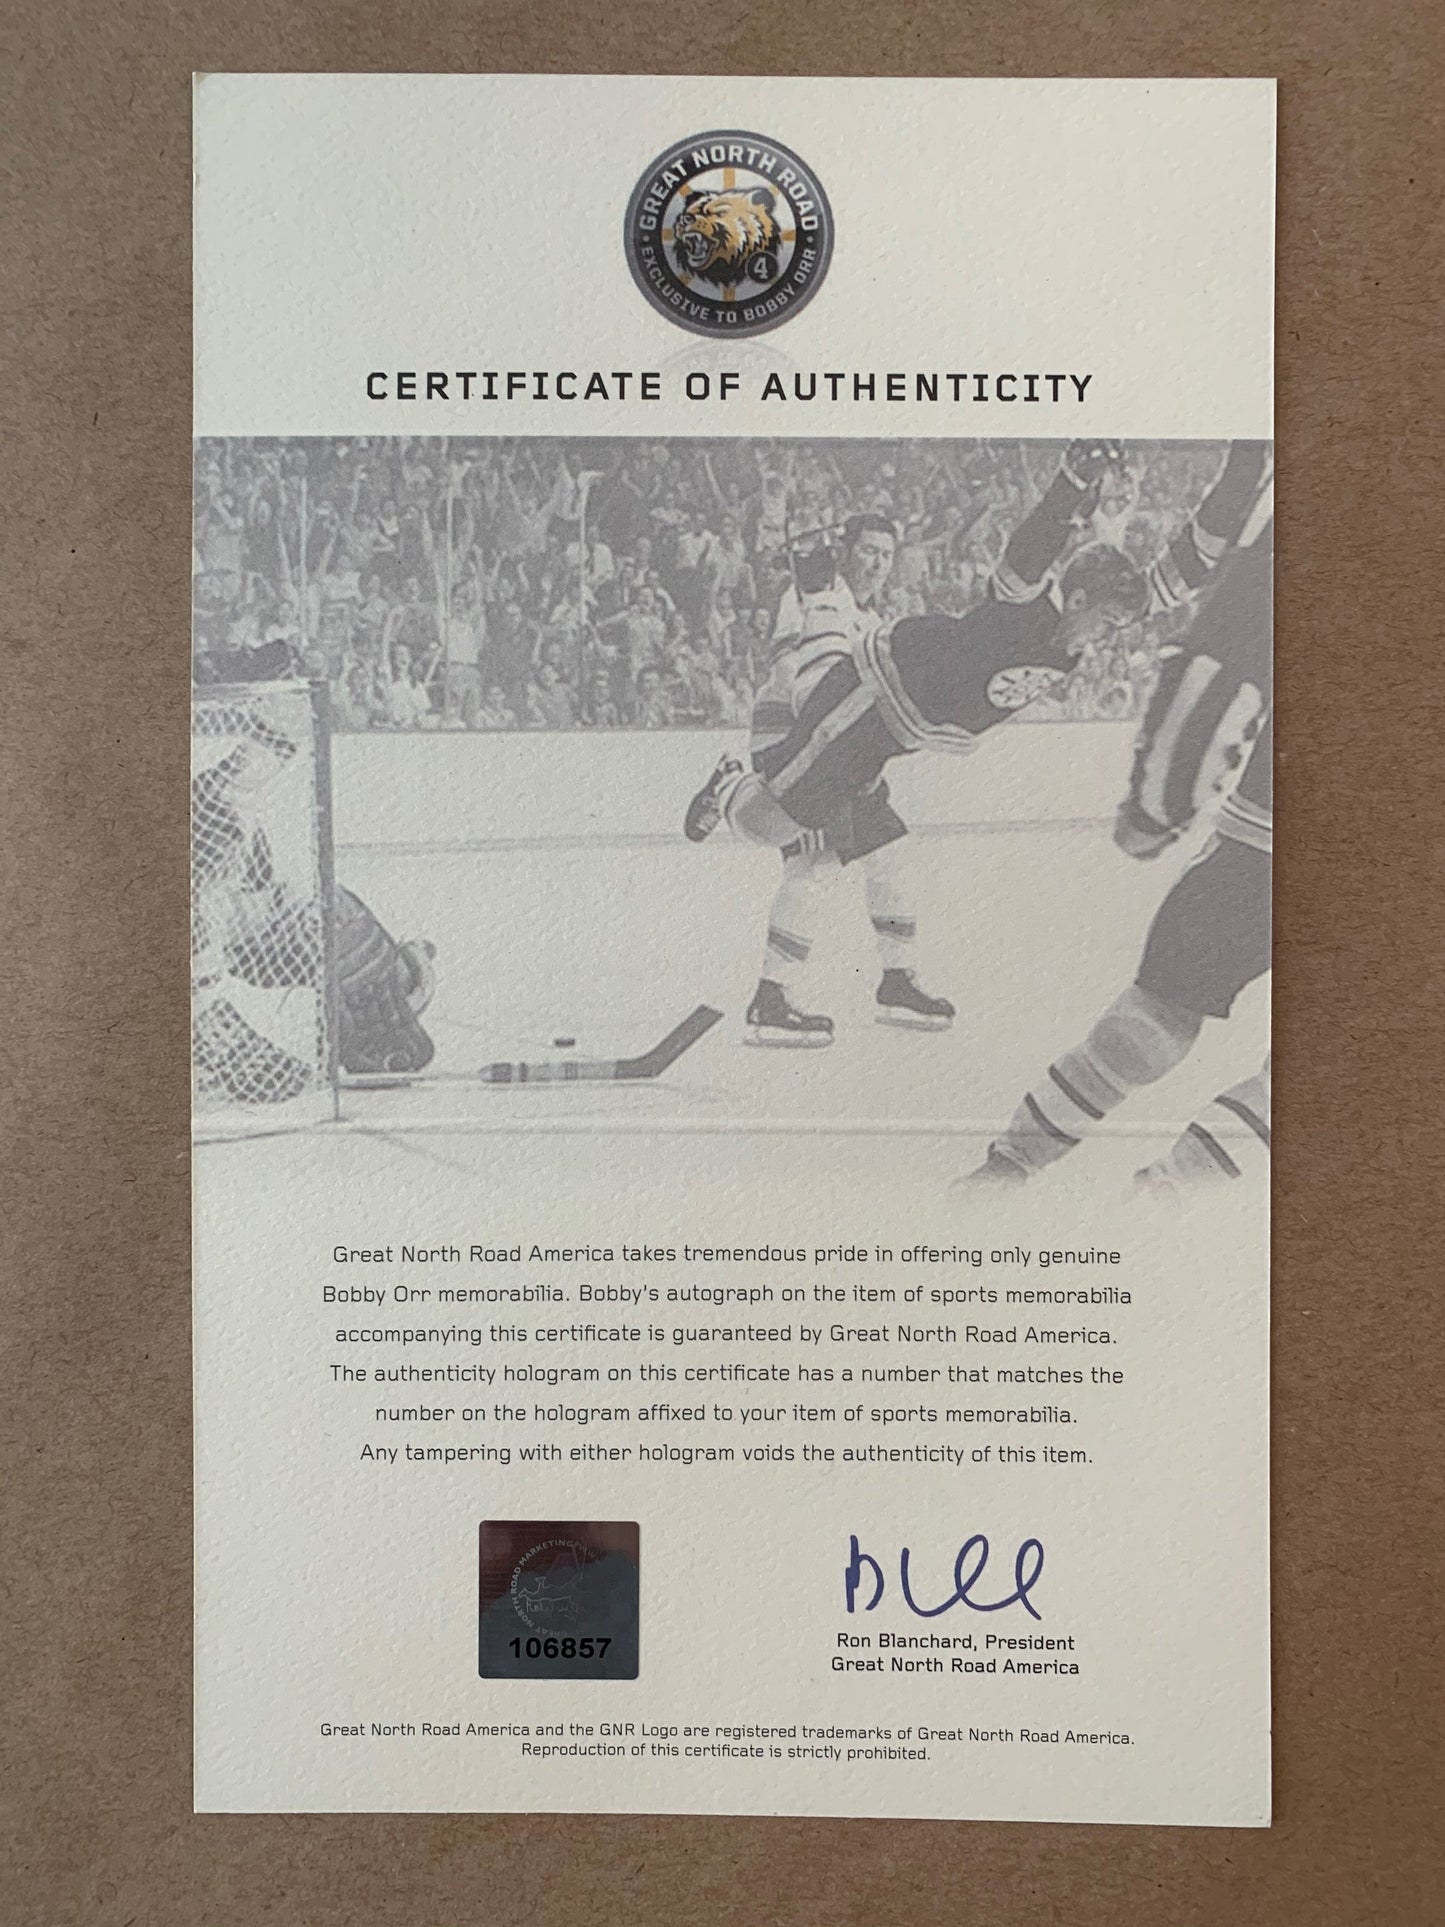 GREAT NORTH ROAD
EXCLUSIVE TO BOBBY ORR
4
CERTIFICATE OF AUTHENTICITY
Great North Road America takes tremendous pride in offering only genuine
Bobby Orr memorabilia. Bobby's autograph on the item of sports memorabilia
accompanying this certificate is guaranteed by Great North Road America.
The authenticity hologram on this certificate has a number that matches the
number on the hologram affixed to your item of sports memorabilia.
Any tampering with either hologram voids the authenticity of this item.
GREAT NORTH ROAD MARKETING
106857
Ron Blanchard, President
Great North Road America
Great North Road America and the GNR Logo are registered trademarks of Great North Road America.
Reproduction of this certificate is strictly prohibited.